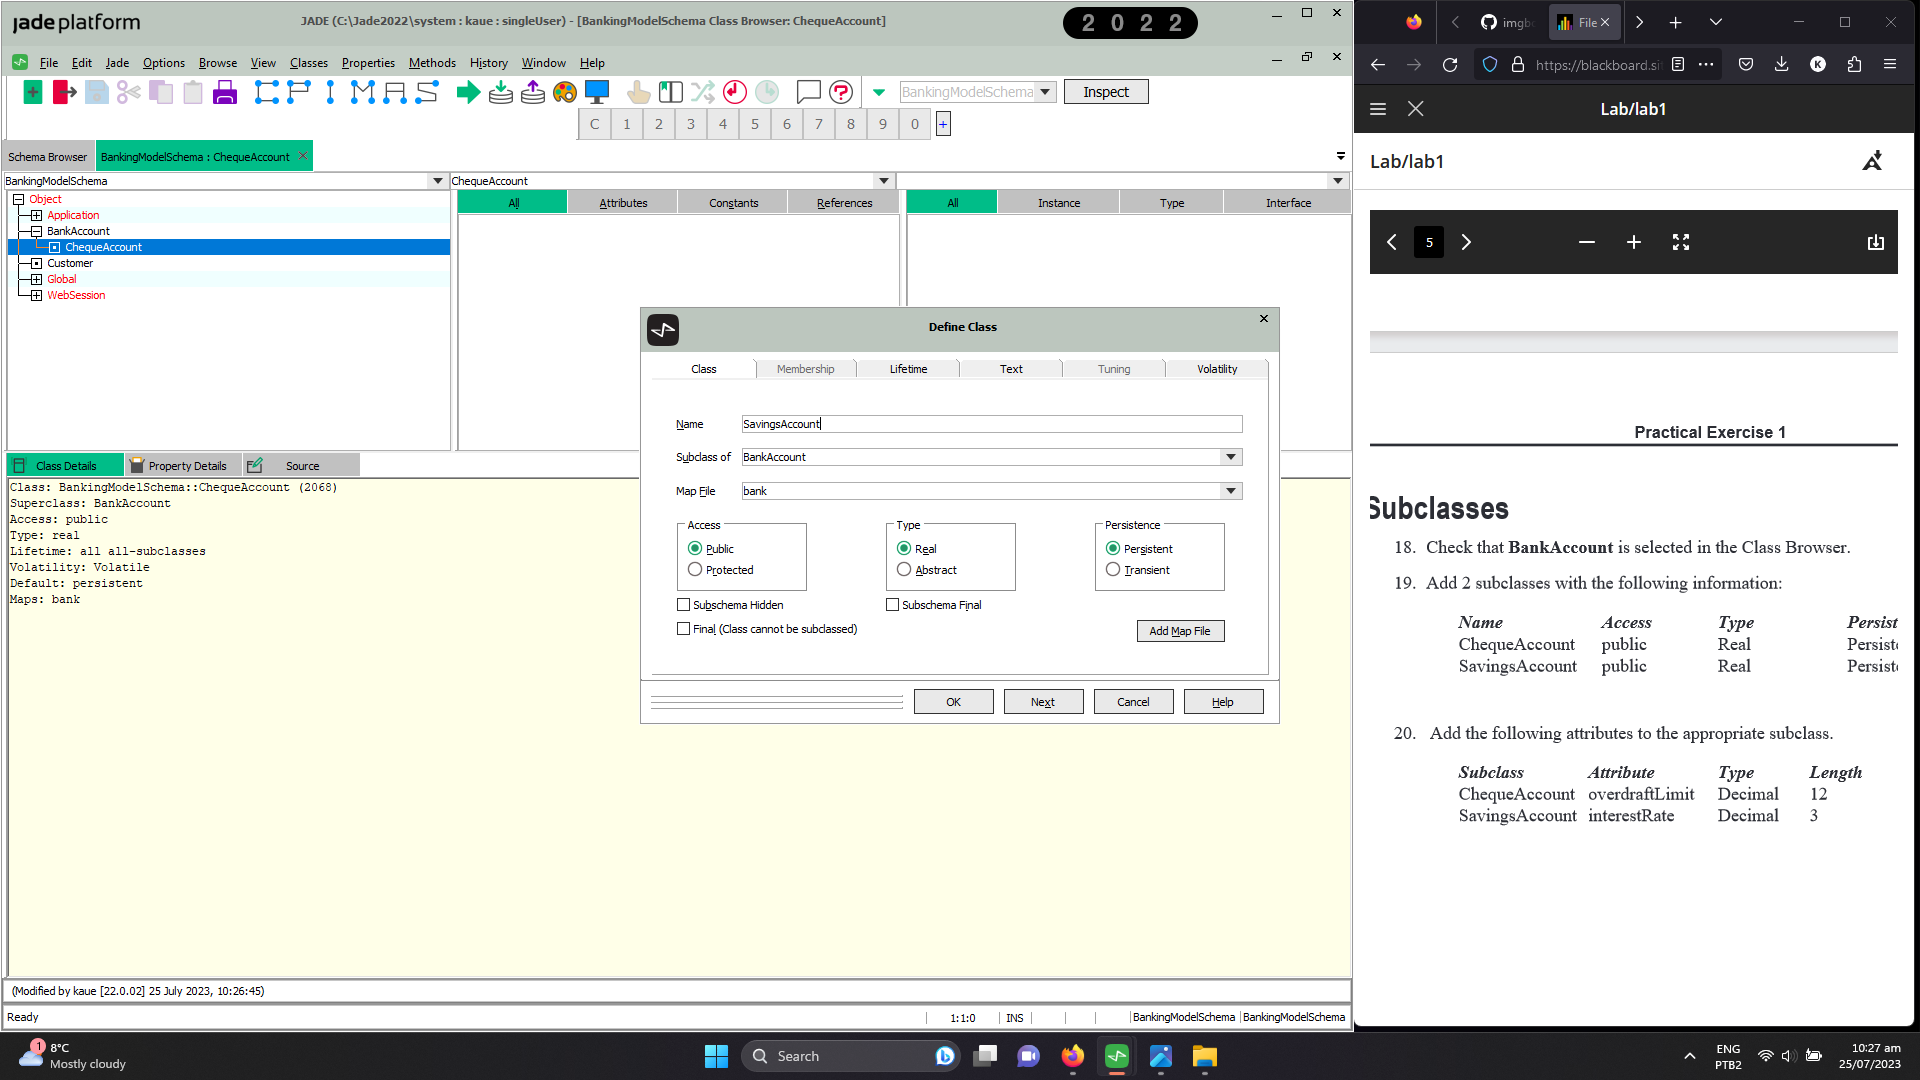 jadeplatform
JADE (C:\Jade2022\system : kaue : singleUser) - [BankingModelSchema Class Browser: ChequeAccount]
2022
File Edit Jade Options Browse View Classes Properties Methods History Window Help
BankingModelSchema
Inspect
C 1 2 3 4 5 6 7 8 9 0 +
Schema Browser
BankingModelSchema : ChequeAccount
BankingModelSchema
ChequeAccount
Object
Application
BankAccount
ChequeAccount
Customer
Global
WebSession
All Attributes Constants References
All Instance Type Interface
Class Details Property Details Source
Class: BankingModelSchema::ChequeAccount (2068)
Superclass: BankAccount
Access: public
Type: real
Lifetime: all all-subclasses
Volatility: Volatile
Default: persistent
Maps: bank
Define Class
Class Membership Lifetime Text Tuning Volatility
Name SavingsAccount
Subclass of BankAccount
Map File bank
Access
Public
Protected
Type
Real
Abstract
Persistence
Persistent
Transient
Subschema Hidden
Subschema Final
Final (Class cannot be subclassed)
Add Map File
OK Next Cancel Help
(Modified by kaue [22.0.02] 25 July 2023, 10:26:45)
Ready
1:1:0
INS
BankingModelSchema BankingModelSchema
imgb
File
https://blackboard.si
K
Lab/lab1
Lab/lab1
5
Practical Exercise 1
Subclasses
18. Check that BankAccount is selected in the Class Browser.
19. Add 2 subclasses with the following information:
Name Access Type Persist
ChequeAccount public Real Persiste
SavingsAccount public Real Persiste
20. Add the following attributes to the appropriate subclass.
Subclass Attribute Type Length
ChequeAccount overdraftLimit Decimal 12
SavingsAccount interestRate Decimal 3
1
8°C
Mostly cloudy
Search
ENG
PTB2
10:27 am
25/07/2023